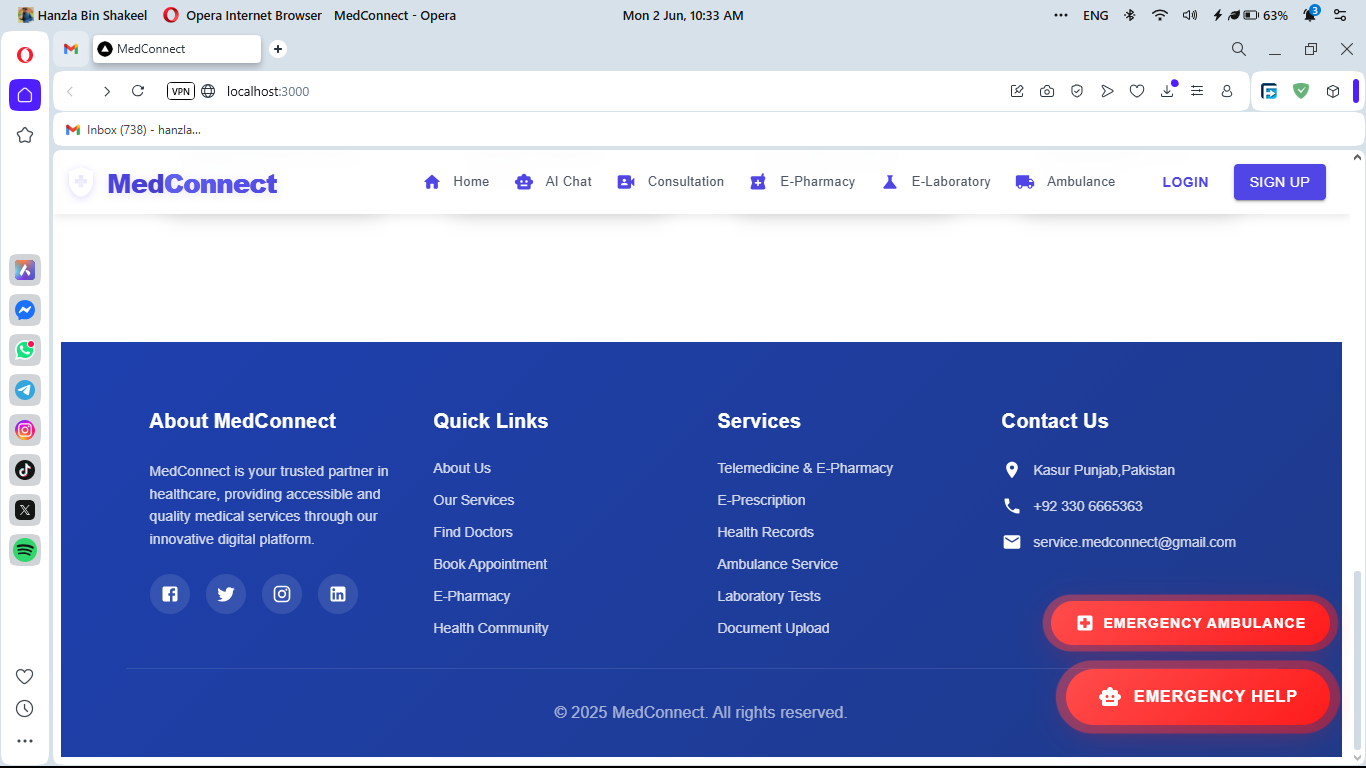 Hanzla Bin Shakeel Opera Internet Browser MedConnect - Opera Mon 2 Jun, 10:33 AM ENG 63% 3
MedConnect
VPN localhost:3000
Inbox (738) - hanzla...
MedConnect Home AI Chat Consultation E-Pharmacy E-Laboratory Ambulance LOGIN SIGN UP
About MedConnect
MedConnect is your trusted partner in
healthcare, providing accessible and
quality medical services through our
innovative digital platform.
Quick Links
About Us
Our Services
Find Doctors
Book Appointment
E-Pharmacy
Health Community
Services
Telemedicine & E-Pharmacy
E-Prescription
Health Records
Ambulance Service
Laboratory Tests
Document Upload
Contact Us
Kasur Punjab,Pakistan
+92 330 6665363
service.medconnect@gmail.com
EMERGENCY AMBULANCE
EMERGENCY HELP
© 2025 MedConnect. All rights reserved.